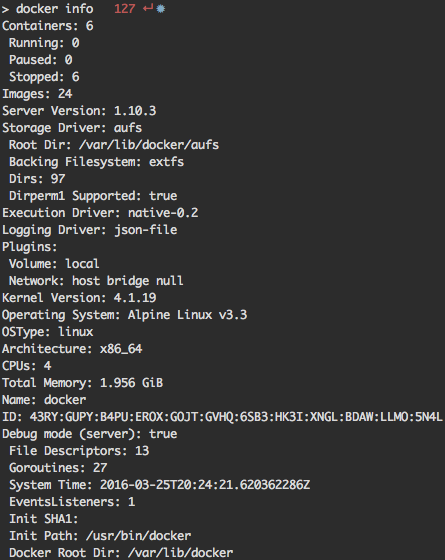 > docker info 127 ↵
Containers: 6
Running: 0
Paused: 0
Stopped: 6
Images: 24
Server Version: 1.10.3
Storage Driver: aufs
Root Dir: /var/lib/docker/aufs
Backing Filesystem: extfs
Dirs: 97
Dirperm1 Supported: true
Execution Driver: native-0.2
Logging Driver: json-file
Plugins:
Volume: local
Network: host bridge null
Kernel Version: 4.1.19
Operating System: Alpine Linux v3.3
OSType: linux
Architecture: x86_64
CPUs: 4
Total Memory: 1.956 GiB
Name: docker
ID: 43RY:GUPY:B4PU:EROX:GOJT:GVHQ:6SB3:HK3I:XNGL:BDAW:LLMO:5N4L
Debug mode (server): true
File Descriptors: 13
Goroutines: 27
System Time: 2016-03-25T20:24:21.620362286Z
EventsListeners: 1
Init SHA1:
Init Path: /usr/bin/docker
Docker Root Dir: /var/lib/docker